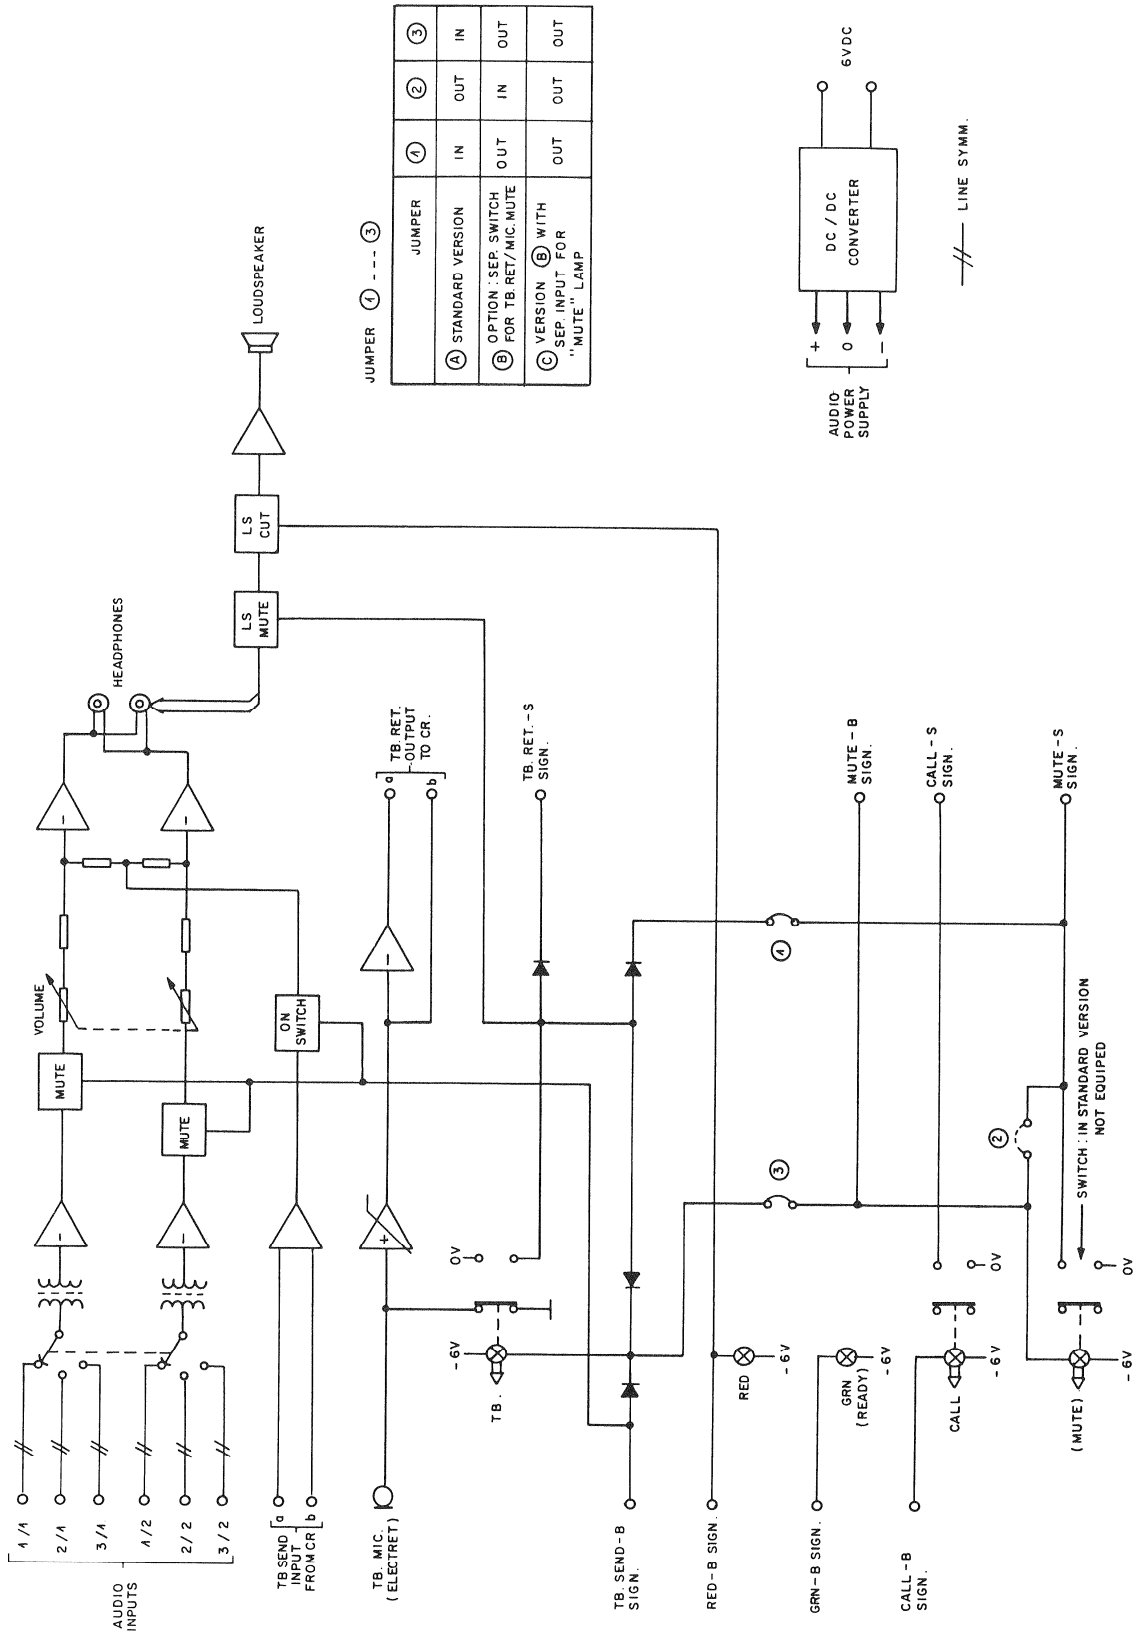 AUDIO
INPUTS
1/1
2/1
3/1
1/2
2/2
3/2
MUTE
MUTE
VOLUME
HEADPHONES
TB SEND
INPUT
FROM CR
a
b
ON
SWITCH
LS
MUTE
LS
CUT
LOUDSPEAKER
TB. MIC.
(ELECTRET)
+
a
b
TB. RET.
OUTPUT
TO CR.
0V
-6V
TB.
TB. RET.-S
SIGN.
TB. SEND-B
SIGN.
RED-B SIGN.
RED
-6V
GRN-B SIGN.
GRN
(READY)
-6V
CALL-B
SIGN.
CALL
-6V
0V
(MUTE)
-6V
0V
1
3
2
MUTE-B
SIGN.
CALL-S
SIGN.
MUTE-S
SIGN.
SWITCH: IN STANDARD VERSION
NOT EQUIPED
JUMPER 1 --- 3
JUMPER 1 2 3
A STANDARD VERSION IN OUT IN
B OPTION: SEP. SWITCH
FOR TB. RET/MIC. MUTE OUT IN OUT
C VERSION B WITH
SEP. INPUT FOR
"MUTE" LAMP OUT OUT OUT
AUDIO
POWER
SUPPLY
+
0
-
DC/DC
CONVERTER
6VDC
LINE SYMM.